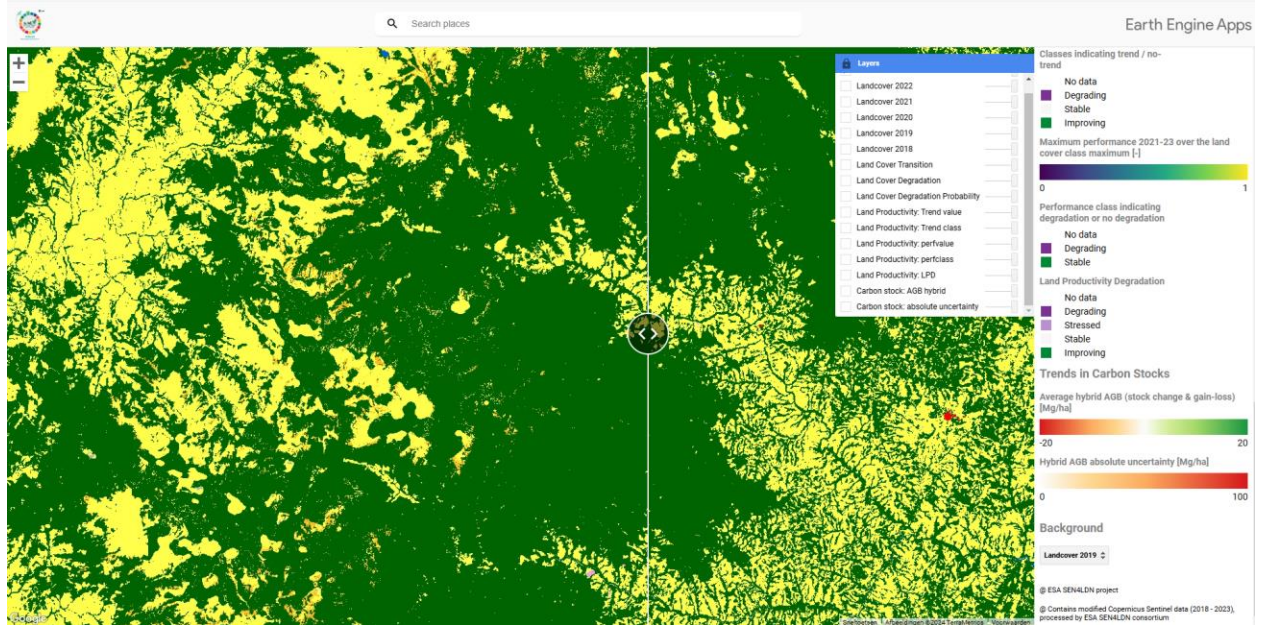 Search places
Earth Engine Apps
+
−
Layers
Landcover 2022
Landcover 2021
Landcover 2020
Landcover 2019
Landcover 2018
Land Cover Transition
Land Cover Degradation
Land Cover Degradation Probability
Land Productivity: Trend value
Land Productivity: Trend class
Land Productivity: perfvalue
Land Productivity: perfclass
Land Productivity: LPD
Carbon stock: AGB hybrid
Carbon stock: absolute uncertainty
Classes indicating trend / no-
trend
No data
Degrading
Stable
Improving
Maximum performance 2021-23 over the land
cover class maximum [-]
0 1
Performance class indicating
degradation or no degradation
No data
Degrading
Stable
Land Productivity Degradation
No data
Degrading
Stressed
Stable
Improving
Trends in Carbon Stocks
Average hybrid AGB (stock change & gain-loss)
[Mg/ha]
-20 20
Hybrid AGB absolute uncertainty [Mg/ha]
0 100
Background
Landcover 2019
@ ESA SEN4LDN project
@ Contains modified Copernicus Sentinel data (2018 - 2023),
processed by ESA SEN4LDN consortium
Google
Sneltoetsen Afbeeldingen ©2024 TerraMetrics Voorwaarden